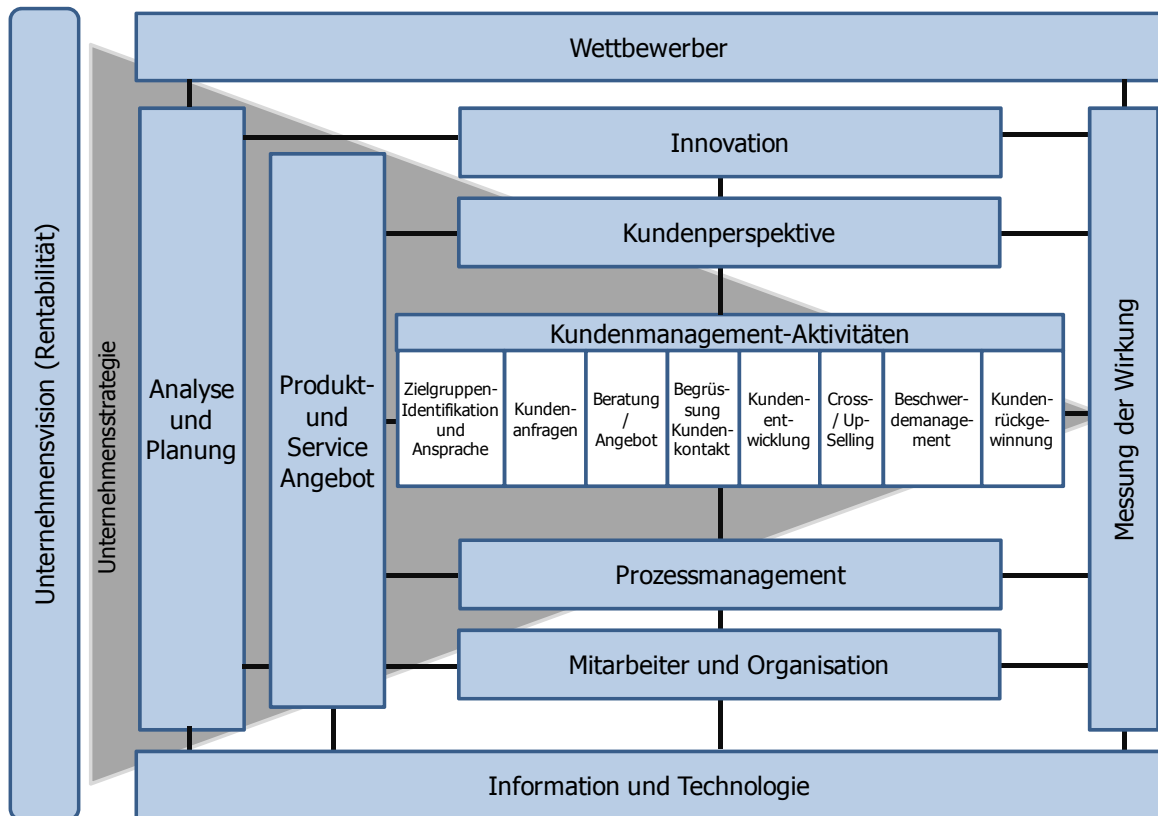 Unternehmensvision (Rentabilität)
Unternehmensstrategie
Wettbewerber
Analyse
und
Planung
Produkt-
und
Service
Angebot
Innovation
Kundenperspektive
Kundenmanagement-Aktivitäten
Zielgruppen-
Identifikation
und
Ansprache
Kunden-
anfragen
Beratung
/
Angebot
Begrüs-
sung
Kunden-
kontakt
Kunden-
ent-
wicklung
Cross-
/ Up-
Selling
Beschwer-
demanage-
ment
Kunden-
rückge-
winnung
Prozessmanagement
Mitarbeiter und Organisation
Messung der Wirkung
Information und Technologie